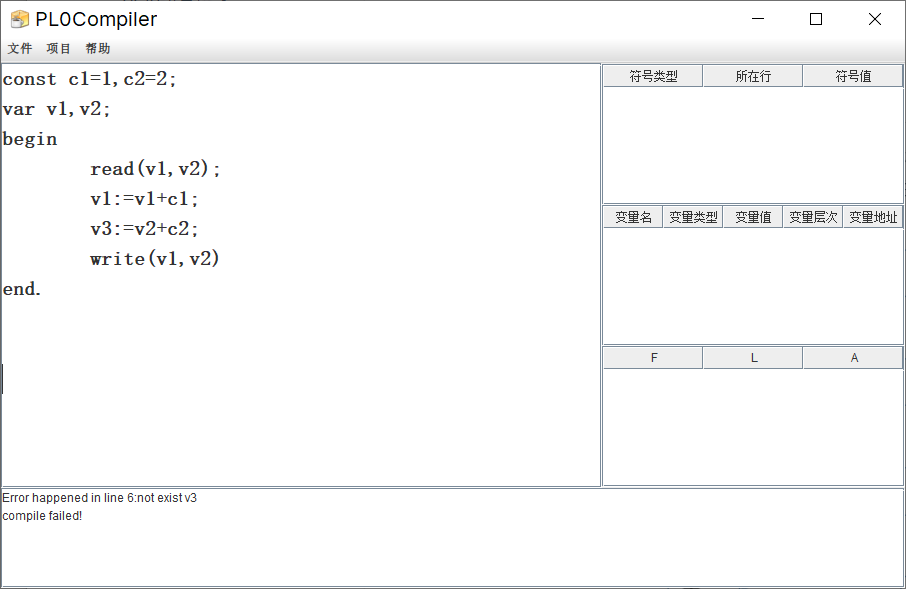 PL0Compiler
文件 项目 帮助
const c1=1,c2=2;
var v1,v2;
begin
read(v1,v2);
v1:=v1+c1;
v3:=v2+c2;
write(v1,v2)
end.
符号类型 所在行 符号值
变量名 变量类型 变量值 变量层次 变量地址
F L A
Error happened in line 6:not exist v3
compile failed!